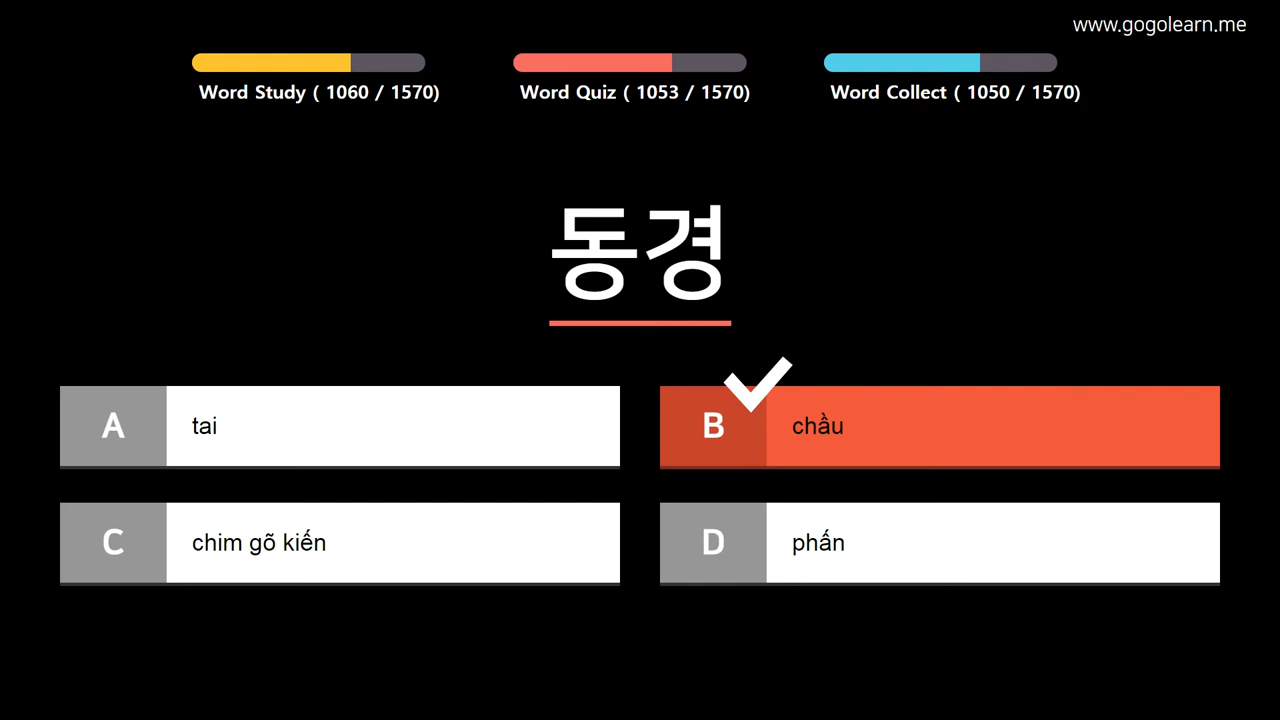 www.gogolearn.me
Word Study ( 1060 / 1570)
Word Quiz ( 1053 / 1570)
Word Collect ( 1050 / 1570)
동경
A tai
B chầu
C chim gõ kiến
D phấn